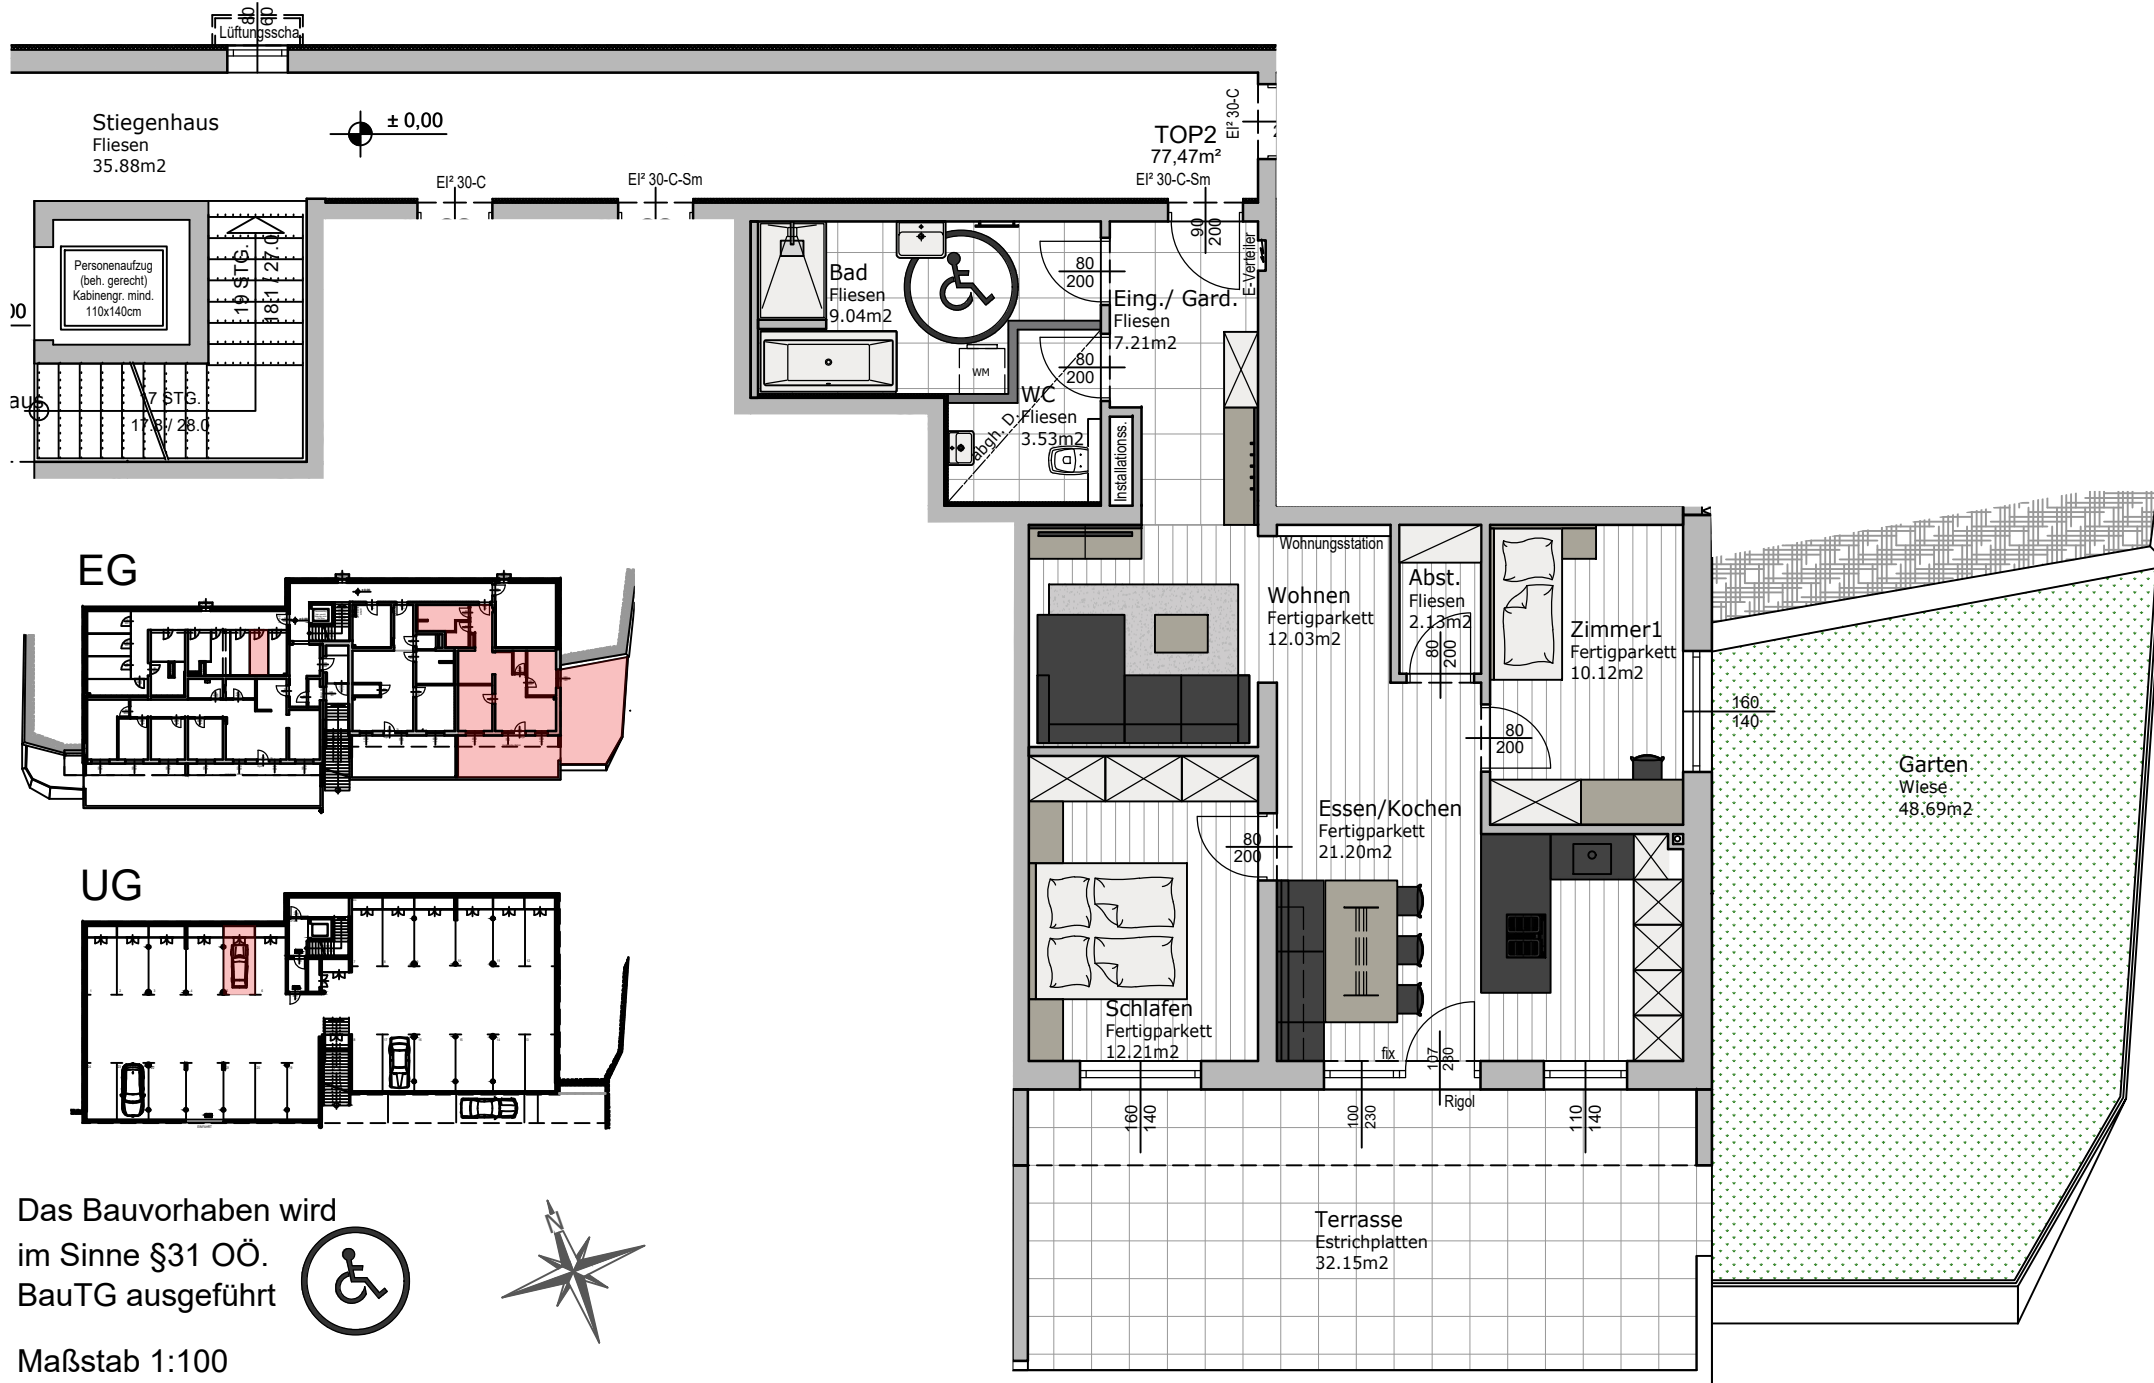 80
60
Lüftungsscha
Stiegenhaus
Fliesen
35.88m2
± 0,00
EI² 30-C
EI² 30-C-Sm
TOP2
77,47m²
EI² 30-C-Sm
EI² 30-C
90
200
E-Verteiler
Personenaufzug
(beh. gerecht)
Kabinengr. mind.
110x140cm
19 STG.
18.1 / 27.0
7 STG.
17.8 / 28.0
00
aus
Bad
Fliesen
9.04m2
80
200
Eing./ Gard.
Fliesen
7.21m2
80
200
WM
WC
Fliesen
3.53m2
abgh. D.
Installationss.
Wohnungsstation
Wohnen
Fertigparkett
12.03m2
Abst.
Fliesen
2.13m2
80
200
Zimmer1
Fertigparkett
10.12m2
80
200
160
140
Garten
Wiese
48.69m2
Essen/Kochen
Fertigparkett
21.20m2
80
200
Schlafen
Fertigparkett
12.21m2
fix
107
230
Rigol
160
140
100
230
110
140
Terrasse
Estrichplatten
32.15m2
EG
UG
Das Bauvorhaben wird
im Sinne §31 OÖ.
BauTG ausgeführt
N
Maßstab 1:100